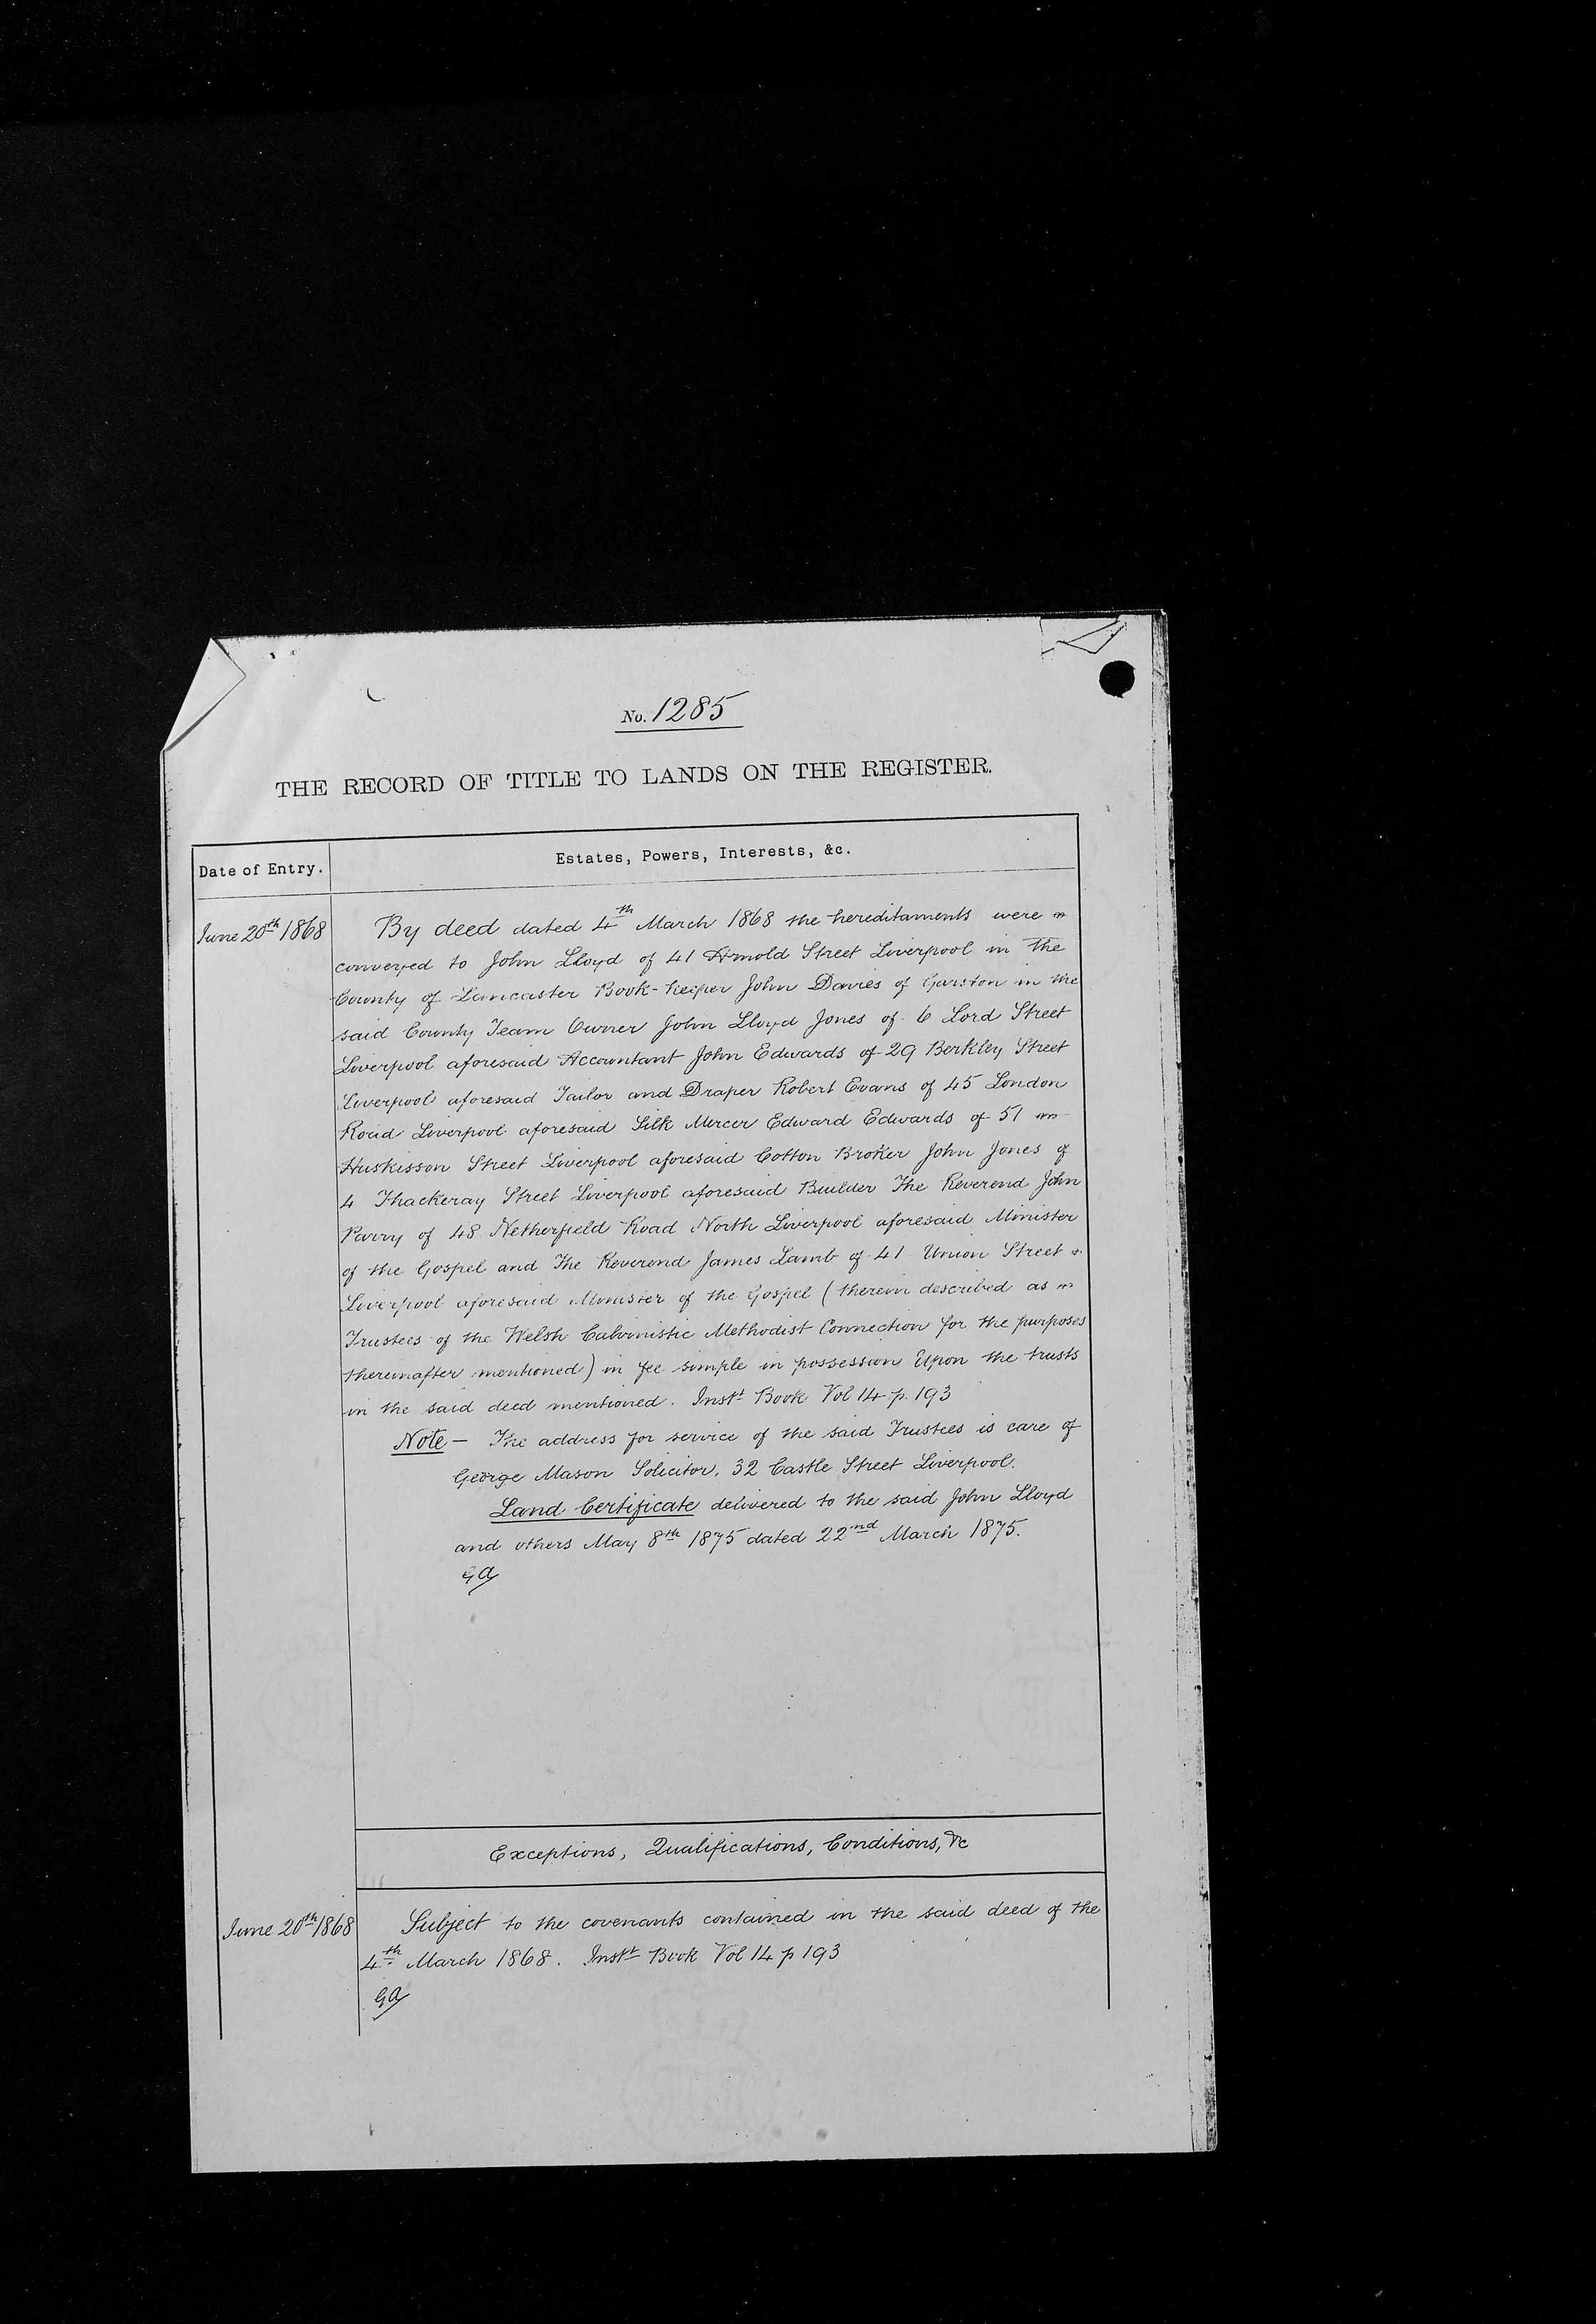 No. 1285
THE RECORD OF TITLE TO LANDS ON THE REGISTER.
Date of Entry.
Estates, Powers, Interests, &c.
June 20th 1868
By deed dated 4th March 1868 the hereditaments were
conveyed to John Lloyd of 41 Arnold Street Liverpool in the
County of Lancaster Book-keeper John Davies of Garston in the
said County Team Owner John Lloyd Jones of 6 Lord Street
Liverpool aforesaid Accountant John Edwards of 29 Berkley Street
Liverpool aforesaid Tailor and Draper Robert Evans of 45 London
Road Liverpool aforesaid Silk Mercer Edward Edwards of 51
Huskisson Street Liverpool aforesaid Cotton Broker John Jones of
4 Thackeray Street Liverpool aforesaid Builder The Reverend John
Parry of 48 Netherfield Road North Liverpool aforesaid Minister
of the Gospel and The Reverend James Lamb of 41 Union Street
Liverpool aforesaid Minister of the Gospel (therein described as
Trustees of the Welsh Calvinistic Methodist Connection for the purposes
thereinafter mentioned) in fee simple in possession Upon the trusts
in the said deed mentioned. Instt Book Vol 14 p. 193
Note — The address for service of the said Trustees is care of
George Mason Solicitor, 32 Castle Street Liverpool.
Land Certificate delivered to the said John Lloyd
and others May 8th 1875 dated 22nd March 1875.
GA
Exceptions, Qualifications, Conditions, &c
June 20th 1868
Subject to the covenants contained in the said deed of the
4th March 1868. Instt Book Vol 14 p 193
GA